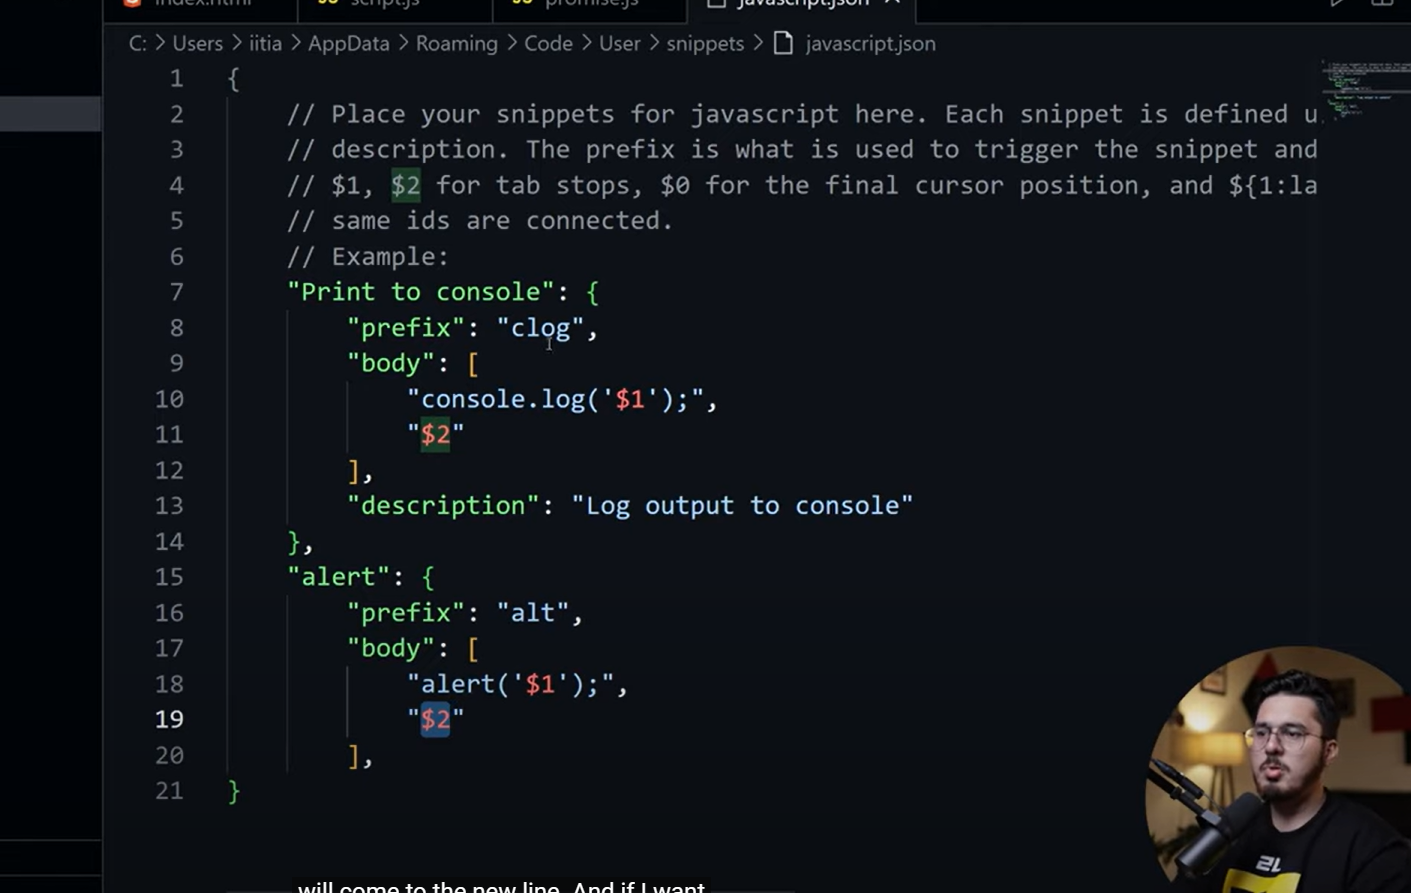 index.html script.js promise.js javascript.json
C: > Users > iitia > AppData > Roaming > Code > User > snippets > javascript.json
1 {
2 // Place your snippets for javascript here. Each snippet is defined u
3 // description. The prefix is what is used to trigger the snippet and
4 // $1, $2 for tab stops, $0 for the final cursor position, and ${1:la
5 // same ids are connected.
6 // Example:
7 "Print to console": {
8 "prefix": "clog",
9 "body": [
10 "console.log('$1');",
11 "$2"
12 ],
13 "description": "Log output to console"
14 },
15 "alert": {
16 "prefix": "alt",
17 "body": [
18 "alert('$1');",
19 "$2"
20 ],
21 }
will come to the new line. And if I want